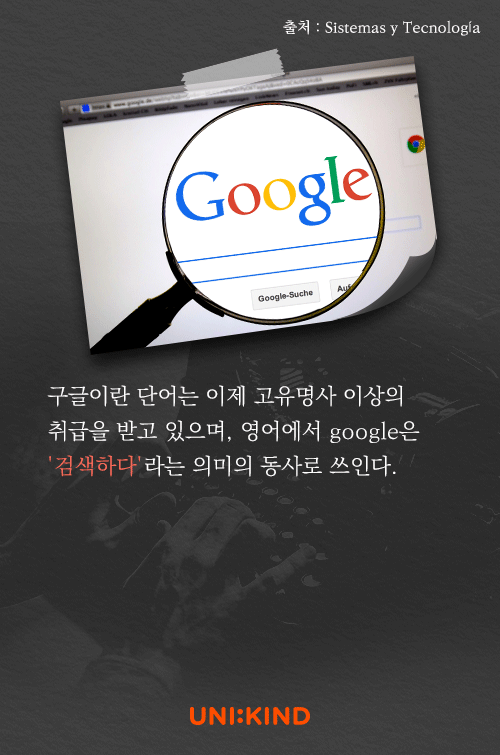 출처 : Sistemas y Tecnología
Google
Google-Suche
Auf
구글이란 단어는 이제 고유명사 이상의
취급을 받고 있으며, 영어에서 google은
'검색하다'라는 의미의 동사로 쓰인다.
UNI:KIND